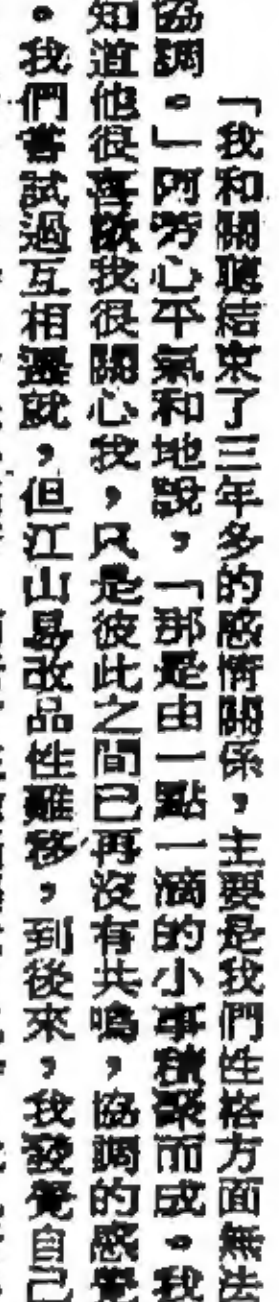 「我和關聰結束了三年多的感情關係，主要是我們性格方面無法
協調。」阿芳心平氣和地說，「那是由一點一滴的小事積聚而成。我
知道他很喜歡我很關心我，只是彼此之間已再沒有共鳴，協調的感覺
。我們嘗試過互相遷就，但江山易改品性難移，到後來，我發覺自己